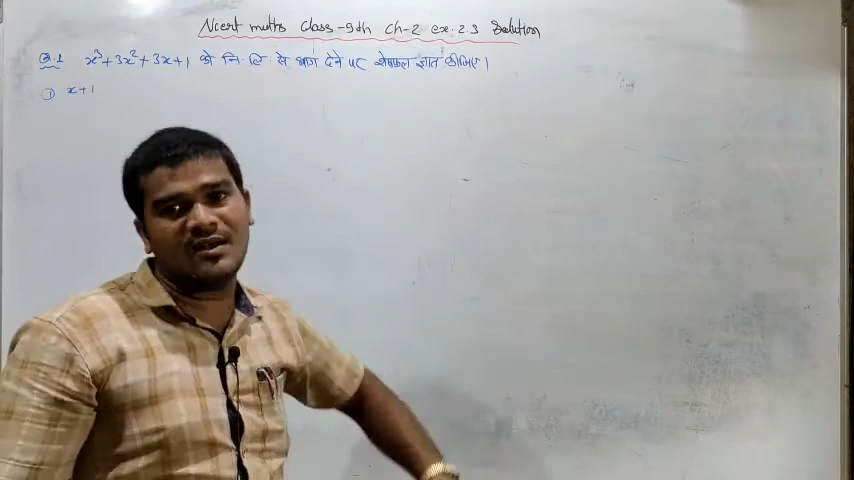 Ncert maths Class-9th Ch-2 ex. 2.3 Solution
Q.1 x³+3x²+3x+1 को नि. लि. से भाग देने पर शेषफल ज्ञात कीजिए।
① x+1